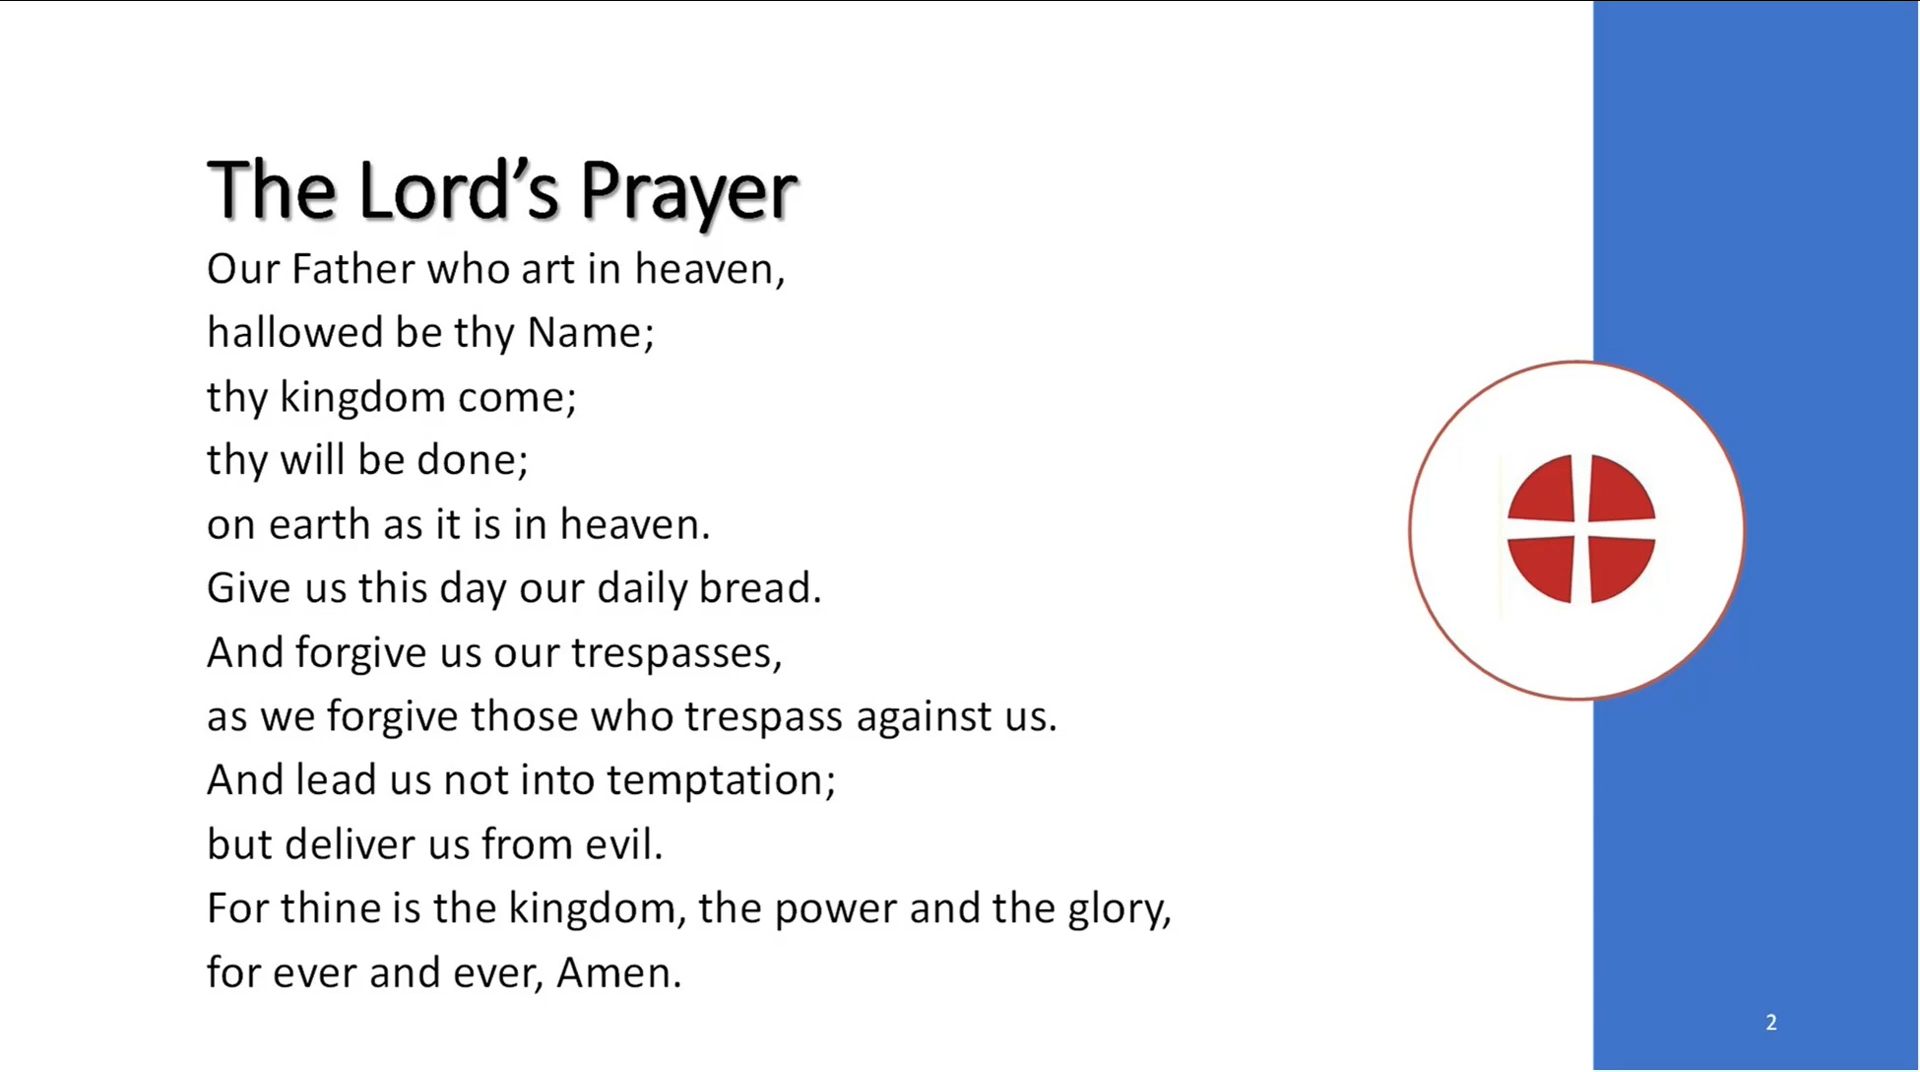 The Lord’s Prayer
Our Father who art in heaven,
hallowed be thy Name;
thy kingdom come;
thy will be done;
on earth as it is in heaven.
Give us this day our daily bread.
And forgive us our trespasses,
as we forgive those who trespass against us.
And lead us not into temptation;
but deliver us from evil.
For thine is the kingdom, the power and the glory,
for ever and ever, Amen.
2